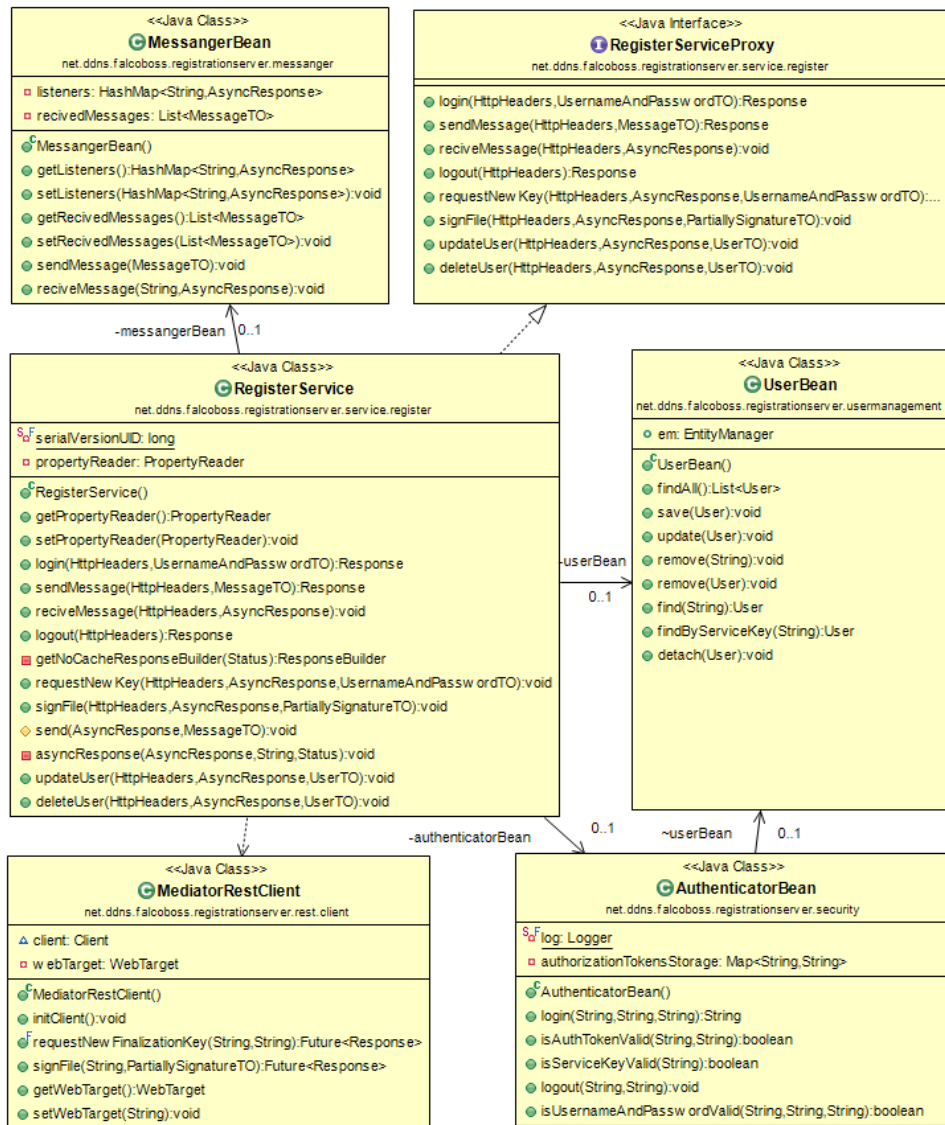 <<Java Class>>
MessangerBean
net.ddns.falcoboss.registrationserver.messanger
listeners: HashMap<String,AsyncResponse>
recivedMessages: List<MessageTO>
MessangerBean()
getListeners():HashMap<String,AsyncResponse>
setListeners(HashMap<String,AsyncResponse>):void
getRecivedMessages():List<MessageTO>
setRecivedMessages(List<MessageTO>):void
sendMessage(MessageTO):void
reciveMessage(String,AsyncResponse):void
<<Java Interface>>
RegisterServiceProxy
net.ddns.falcoboss.registrationserver.service.register
login(HttpHeaders,UsernameAndPasswordTO):Response
sendMessage(HttpHeaders,MessageTO):Response
reciveMessage(HttpHeaders,AsyncResponse):void
logout(HttpHeaders):Response
requestNewKey(HttpHeaders,AsyncResponse,UsernameAndPasswordTO):...
signFile(HttpHeaders,AsyncResponse,PartiallySignatureTO):void
updateUser(HttpHeaders,AsyncResponse,UserTO):void
deleteUser(HttpHeaders,AsyncResponse,UserTO):void
-messangerBean 0..1
<<Java Class>>
RegisterService
net.ddns.falcoboss.registrationserver.service.register
serialVersionUID: long
propertyReader: PropertyReader
RegisterService()
getPropertyReader():PropertyReader
setPropertyReader(PropertyReader):void
login(HttpHeaders,UsernameAndPasswordTO):Response
sendMessage(HttpHeaders,MessageTO):Response
reciveMessage(HttpHeaders,AsyncResponse):void
logout(HttpHeaders):Response
getNoCacheResponseBuilder(Status):ResponseBuilder
requestNewKey(HttpHeaders,AsyncResponse,UsernameAndPasswordTO):void
signFile(HttpHeaders,AsyncResponse,PartiallySignatureTO):void
send(AsyncResponse,MessageTO):void
asyncResponse(AsyncResponse,String,Status):void
updateUser(HttpHeaders,AsyncResponse,UserTO):void
deleteUser(HttpHeaders,AsyncResponse,UserTO):void
-userBean
0..1
<<Java Class>>
UserBean
net.ddns.falcoboss.registrationserver.usermanagement
em: EntityManager
UserBean()
findAll():List<User>
save(User):void
update(User):void
remove(String):void
remove(User):void
find(String):User
findByServiceKey(String):User
detach(User):void
-authenticatorBean
0..1
~userBean
0..1
<<Java Class>>
MediatorRestClient
net.ddns.falcoboss.registrationserver.rest.client
client: Client
webTarget: WebTarget
MediatorRestClient()
initClient():void
requestNewFinalizationKey(String,String):Future<Response>
signFile(String,PartiallySignatureTO):Future<Response>
getWebTarget():WebTarget
setWebTarget(String):void
<<Java Class>>
AuthenticatorBean
net.ddns.falcoboss.registrationserver.security
log: Logger
authorizationTokensStorage: Map<String,String>
AuthenticatorBean()
login(String,String,String):String
isAuthTokenValid(String,String):boolean
isServiceKeyValid(String):boolean
logout(String,String):void
isUsernameAndPasswordValid(String,String,String):boolean